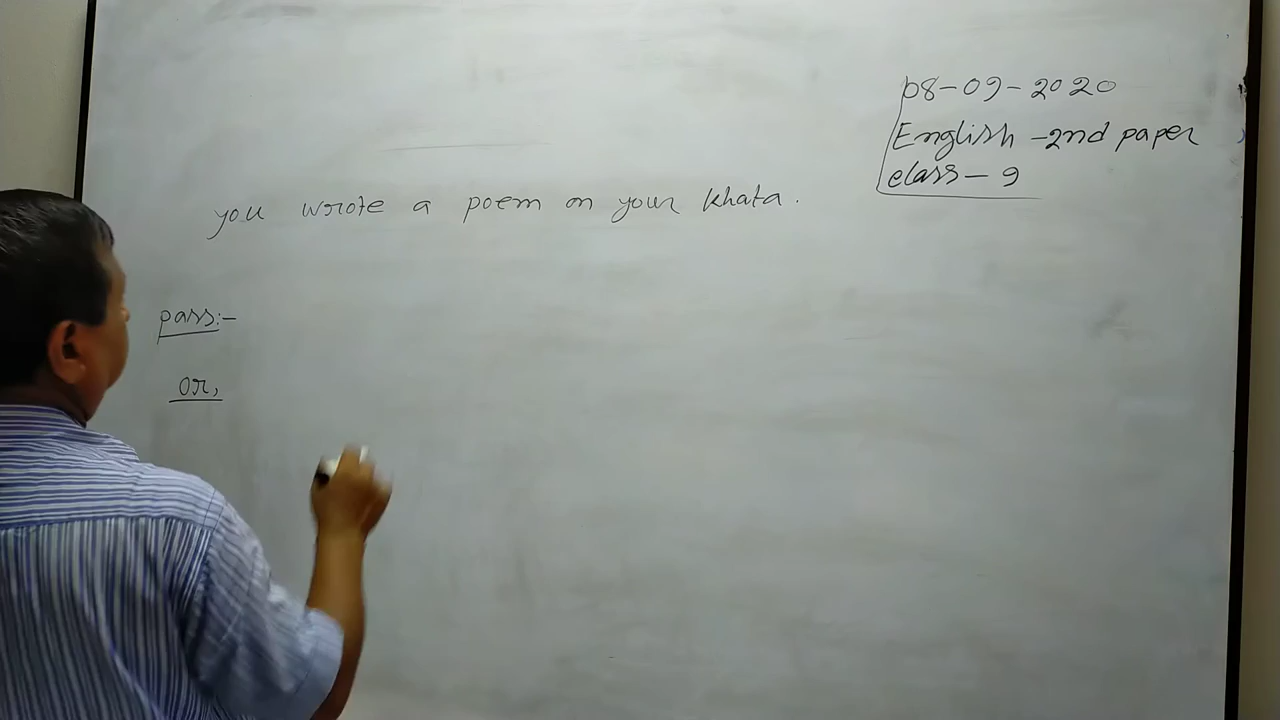 08-09-2020
English -2nd paper
class - 9
you wrote a poem on your khata.
pass:-
or,